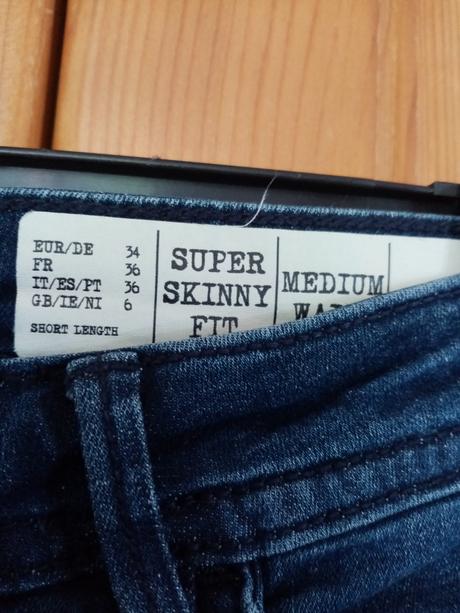 EUR/DE 34
FR 36
IT/ES/PT 36
GB/IE/NI 6
SHORT LENGTH
SUPER
SKINNY
FIT
MEDIUM